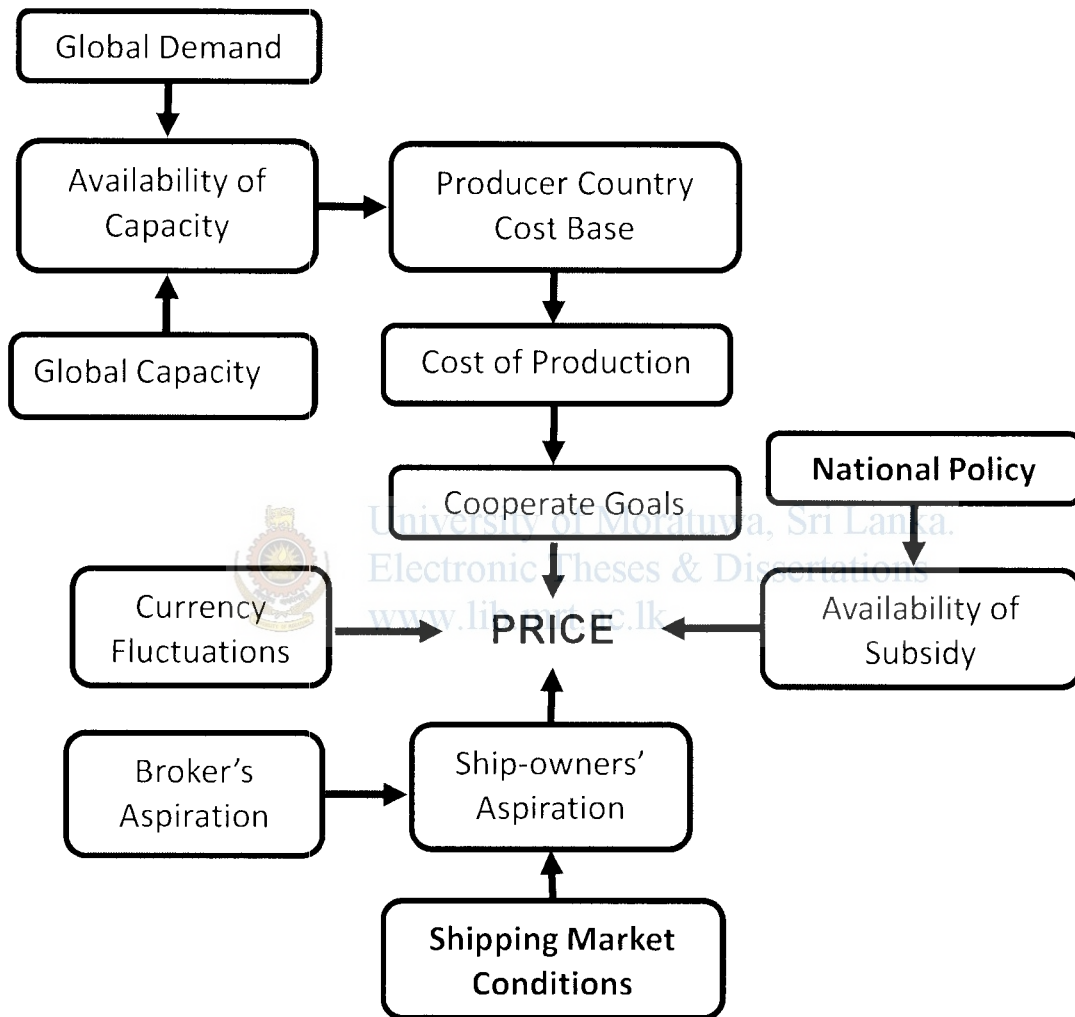 Global Demand
Availability of
Capacity
Producer Country
Cost Base
Global Capacity
Cost of Production
National Policy
Cooperate Goals
University of Moratuwa, Sri Lanka.
Electronic Theses & Dissertations
www.lib.mrt.ac.lk
Currency
Fluctuations
PRICE
Availability of
Subsidy
Broker's
Aspiration
Ship-owners'
Aspiration
Shipping Market
Conditions